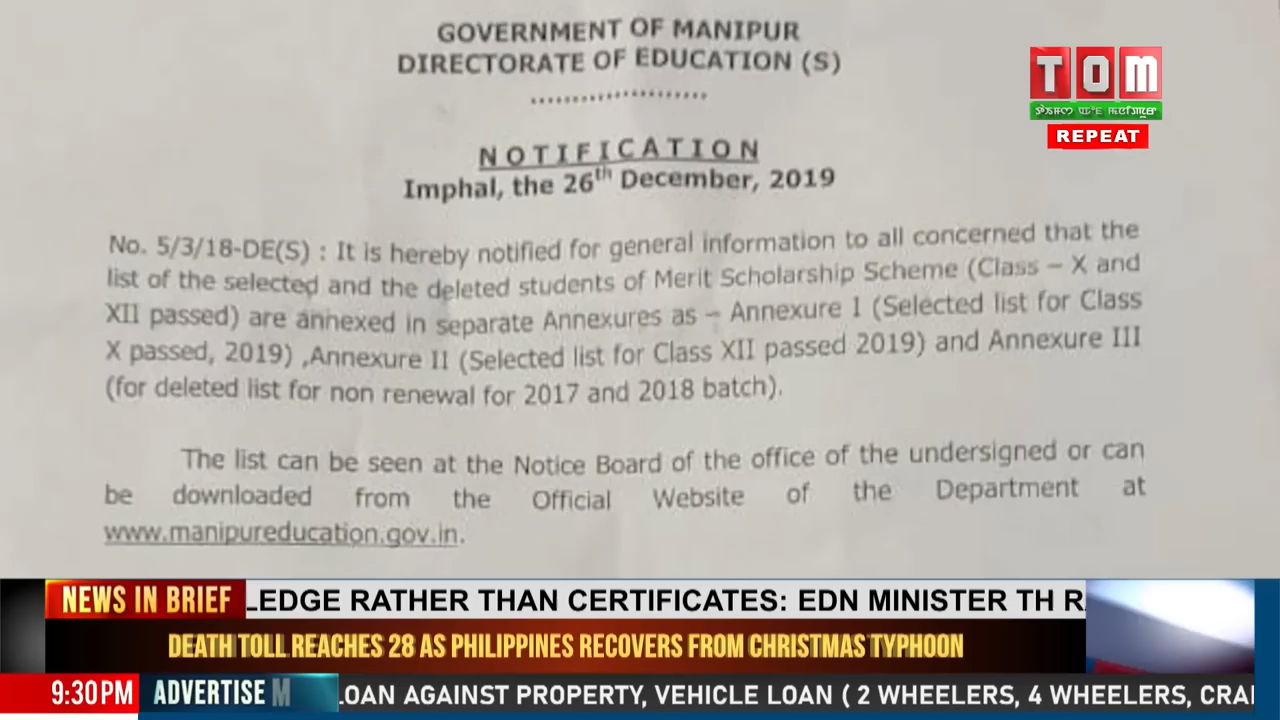 GOVERNMENT OF MANIPUR
DIRECTORATE OF EDUCATION (S)
....................
NOTIFICATION
Imphal, the 26th December, 2019
No. 5/3/18-DE(S) : It is hereby notified for general information to all concerned that the
list of the selected and the deleted students of Merit Scholarship Scheme (Class – X and
XII passed) are annexed in separate Annexures as – Annexure I (Selected list for Class
X passed, 2019) ,Annexure II (Selected list for Class XII passed 2019) and Annexure III
(for deleted list for non renewal for 2017 and 2018 batch).
The list can be seen at the Notice Board of the office of the undersigned or can
be downloaded from the Official Website of the Department at
www.manipureducation.gov.in.
TOM
REPEAT
NEWS IN BRIEF
LEDGE RATHER THAN CERTIFICATES: EDN MINISTER TH RA
DEATH TOLL REACHES 28 AS PHILIPPINES RECOVERS FROM CHRISTMAS TYPHOON
9:30PM
ADVERTISE M
LOAN AGAINST PROPERTY, VEHICLE LOAN ( 2 WHEELERS, 4 WHEELERS, CRA